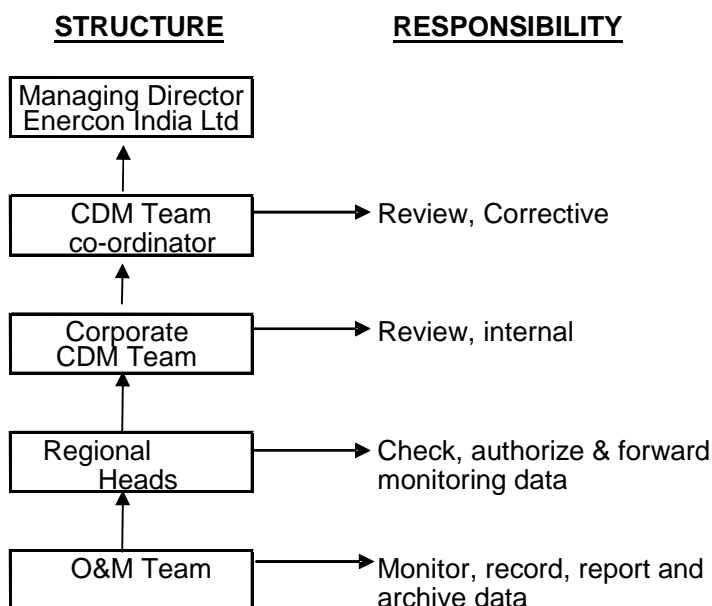 STRUCTURE RESPONSIBILITY
Managing Director
Enercon India Ltd
CDM Team
co-ordinator
Review, Corrective
Corporate
CDM Team
Review, internal
Regional
Heads
Check, authorize & forward
monitoring data
O&M Team
Monitor, record, report and
archive data